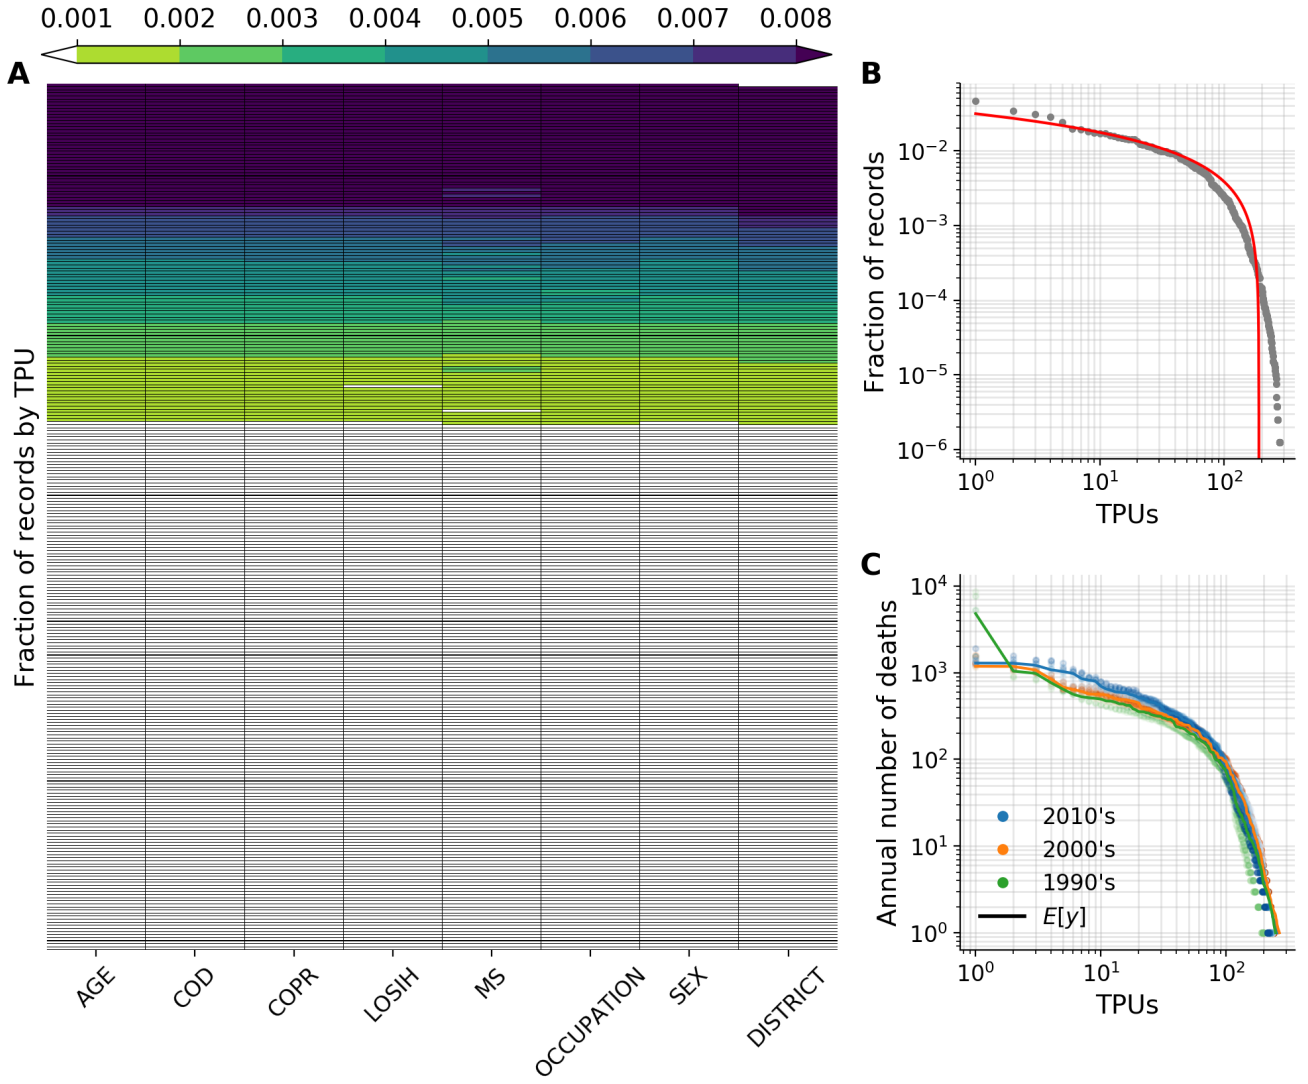 0.001 0.002 0.003 0.004 0.005 0.006 0.007 0.008
A
Fraction of records by TPU
AGE COD COPR LOSIH MS OCCUPATION SEX DISTRICT
B
Fraction of records
10⁻²
10⁻³
10⁻⁴
10⁻⁵
10⁻⁶
10⁰ 10¹ 10²
TPUs
C
Annual number of deaths
10⁴
10³
10²
10¹
10⁰
2010's
2000's
1990's
E[y]
10⁰ 10¹ 10²
TPUs